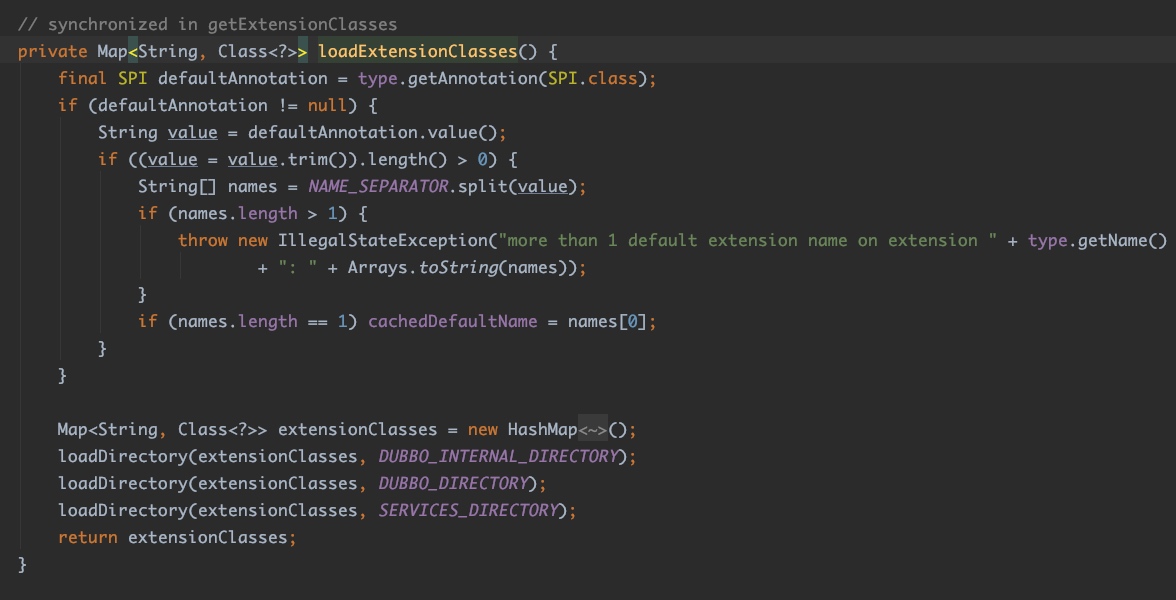 // synchronized in getExtensionClasses
private Map<String, Class<?>> loadExtensionClasses() {
    final SPI defaultAnnotation = type.getAnnotation(SPI.class);
    if (defaultAnnotation != null) {
        String value = defaultAnnotation.value();
        if ((value = value.trim()).length() > 0) {
            String[] names = NAME_SEPARATOR.split(value);
            if (names.length > 1) {
                throw new IllegalStateException("more than 1 default extension name on extension " + type.getName()
                        + ": " + Arrays.toString(names));
            }
            if (names.length == 1) cachedDefaultName = names[0];
        }
    }

    Map<String, Class<?>> extensionClasses = new HashMap<~>();
    loadDirectory(extensionClasses, DUBBO_INTERNAL_DIRECTORY);
    loadDirectory(extensionClasses, DUBBO_DIRECTORY);
    loadDirectory(extensionClasses, SERVICES_DIRECTORY);
    return extensionClasses;
}